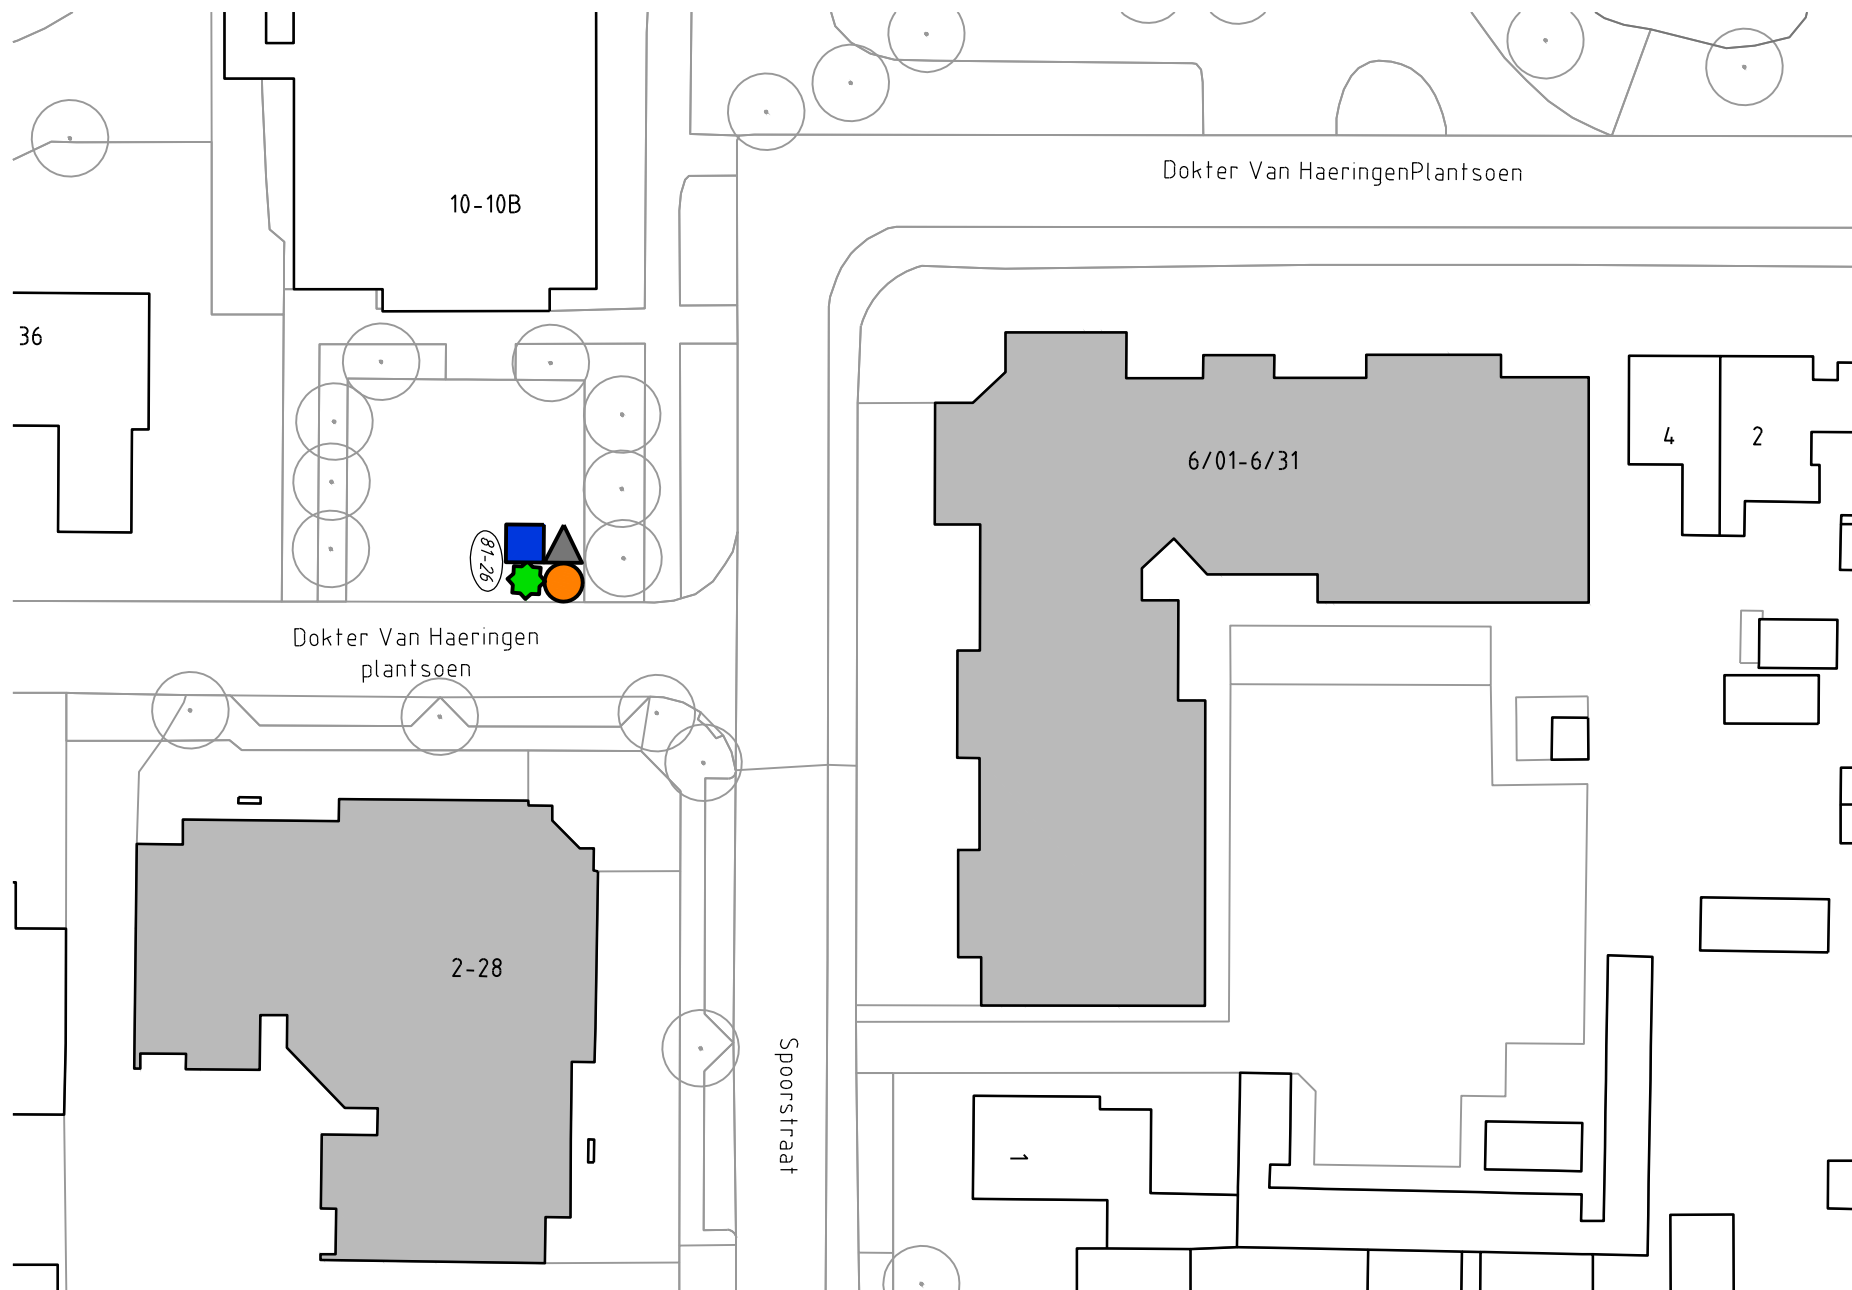 Dokter Van HaeringenPlantsoen
10-10B
36
4
2
6/01-6/31
81-26
Dokter Van Haeringen
plantsoen
2-28
Spoorstraat
1